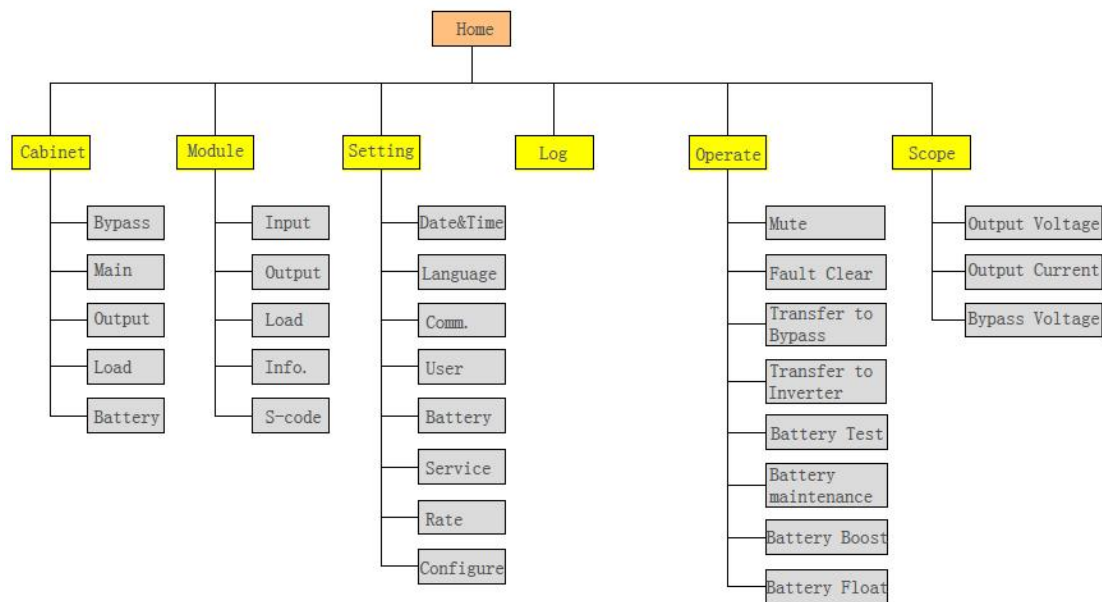 Home
Cabinet
Module
Setting
Log
Operate
Scope
Bypass
Main
Output
Load
Battery
Input
Output
Load
Info.
S-code
Date&Time
Language
Comm.
User
Battery
Service
Rate
Configure
Mute
Fault Clear
Transfer to
Bypass
Transfer to
Inverter
Battery Test
Battery
maintenance
Battery Boost
Battery Float
Output Voltage
Output Current
Bypass Voltage